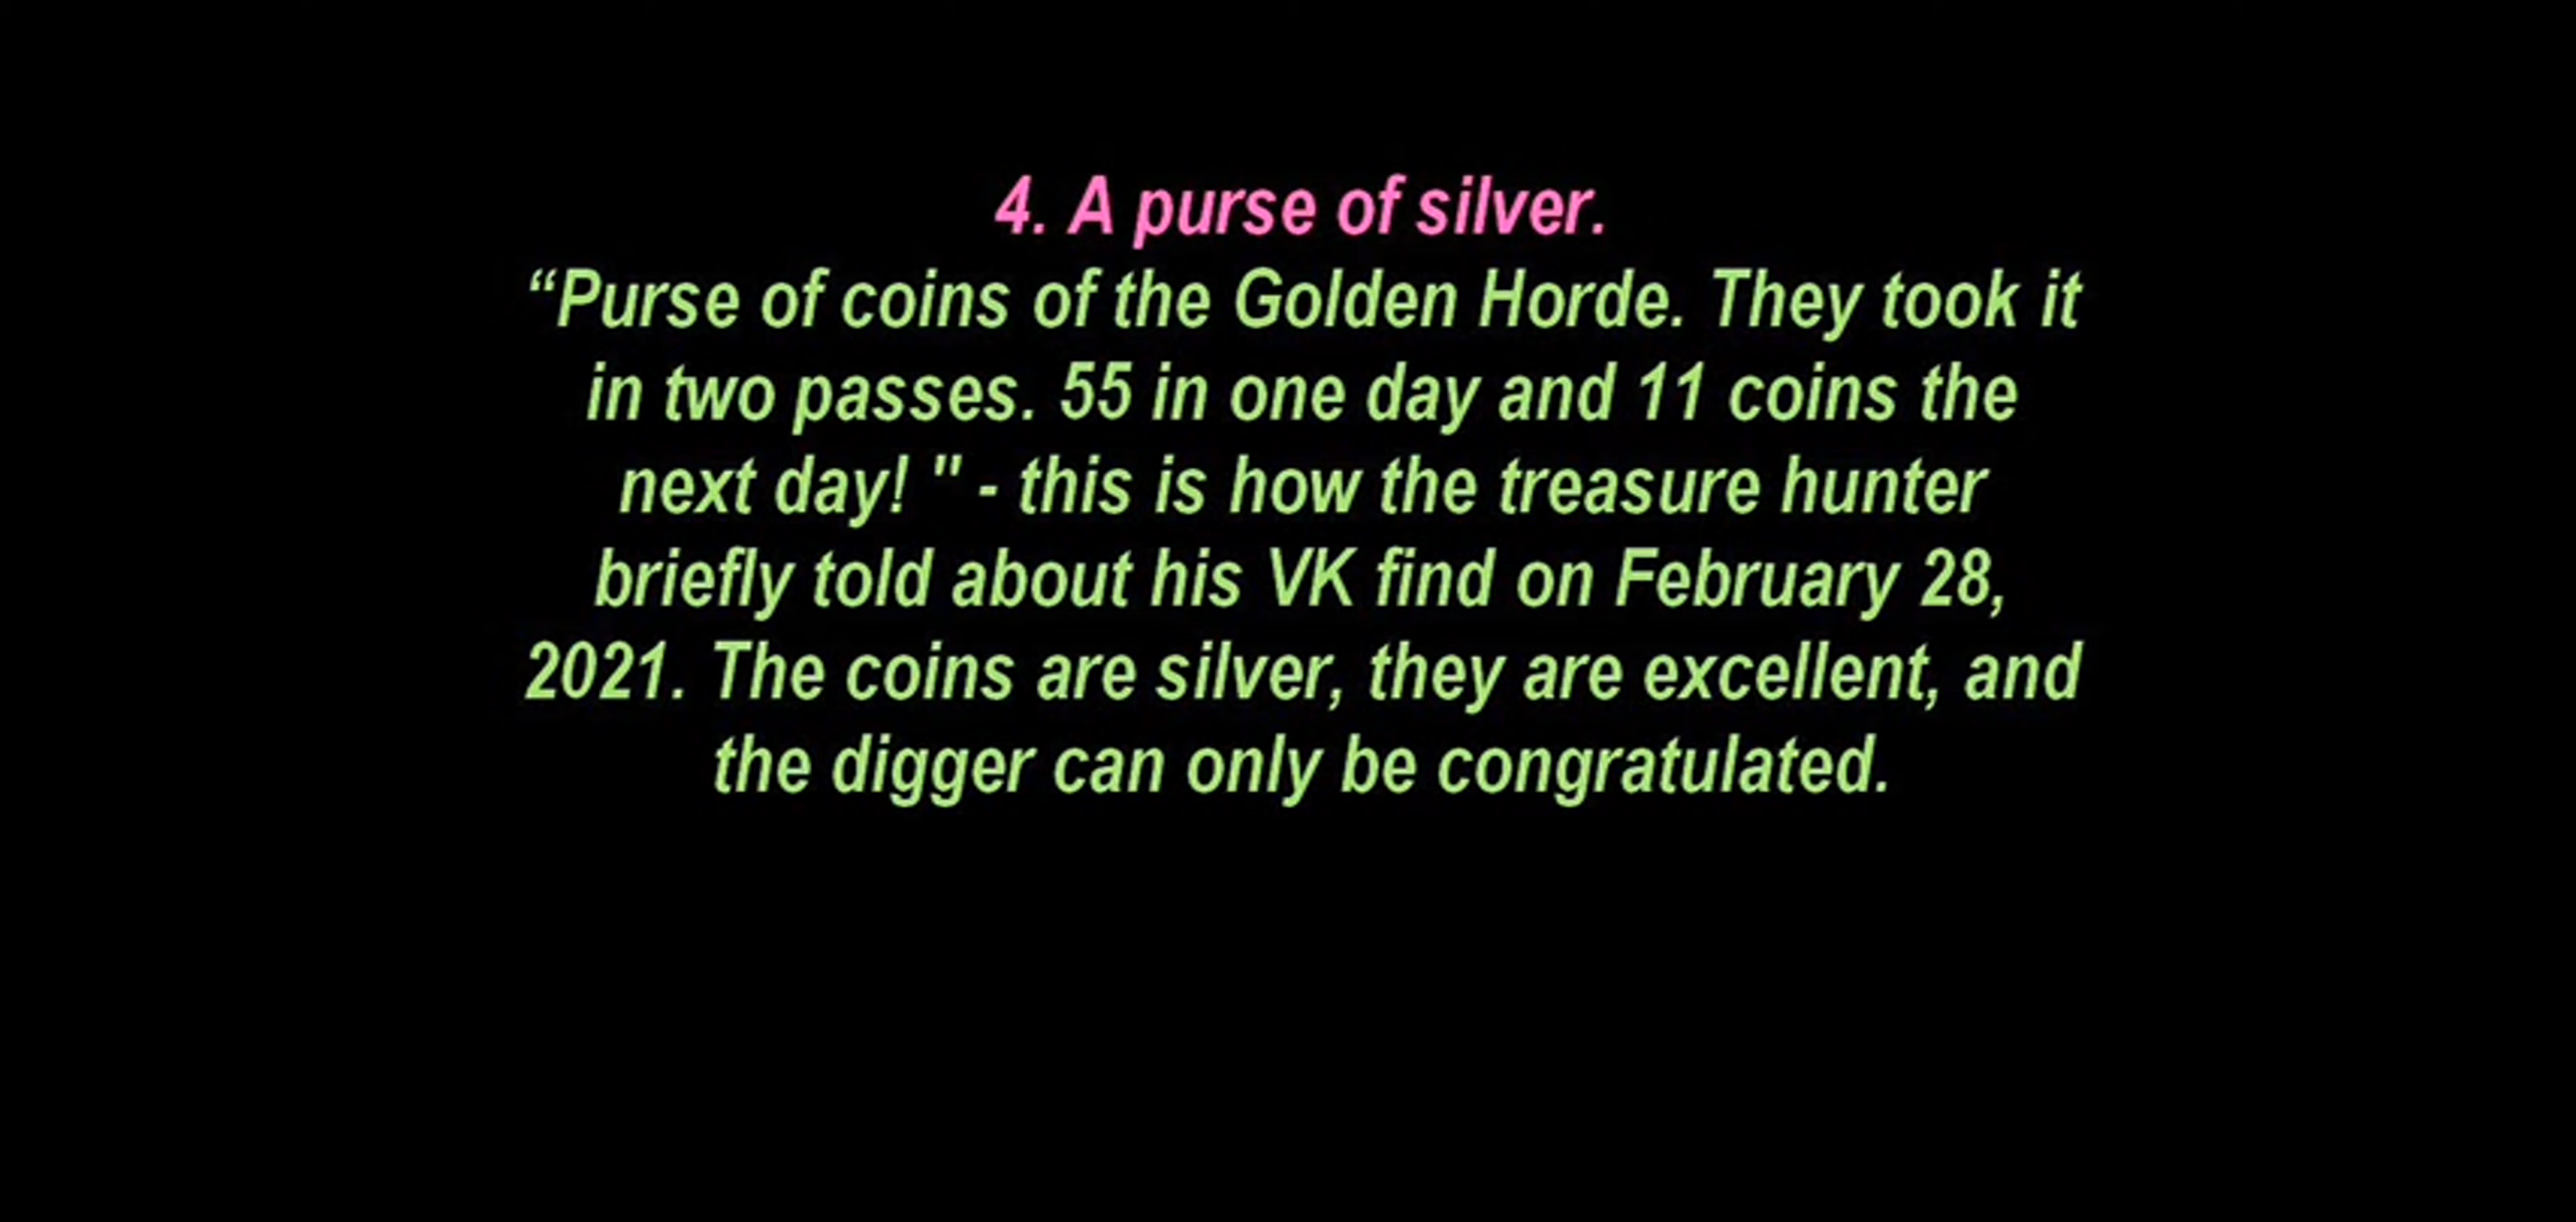 4. A purse of silver.
“Purse of coins of the Golden Horde. They took it
in two passes. 55 in one day and 11 coins the
next day! " - this is how the treasure hunter
briefly told about his VK find on February 28,
2021. The coins are silver, they are excellent, and
the digger can only be congratulated.